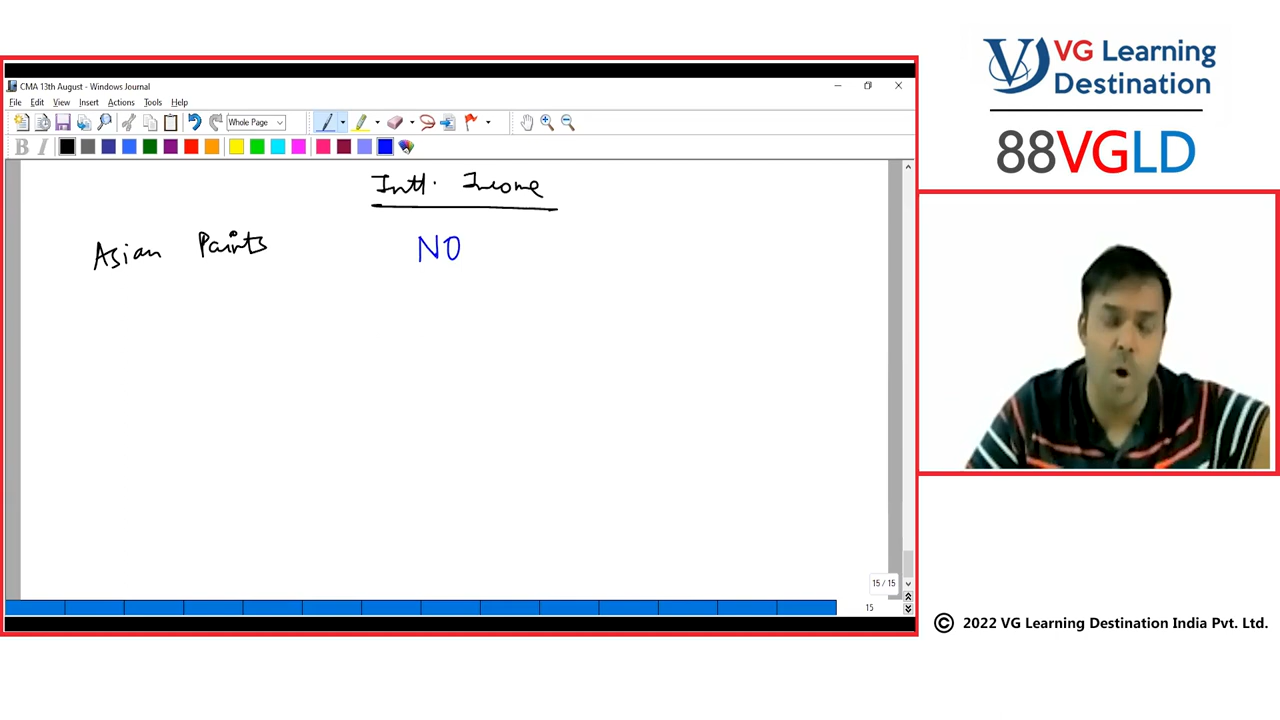 CMA 13th August - Windows Journal
File Edit View Insert Actions Tools Help
Whole Page
B I
Intl. Income
Asian Paints NO
15 / 15
15
VG Learning
Destination
88VGLD
© 2022 VG Learning Destination India Pvt. Ltd.